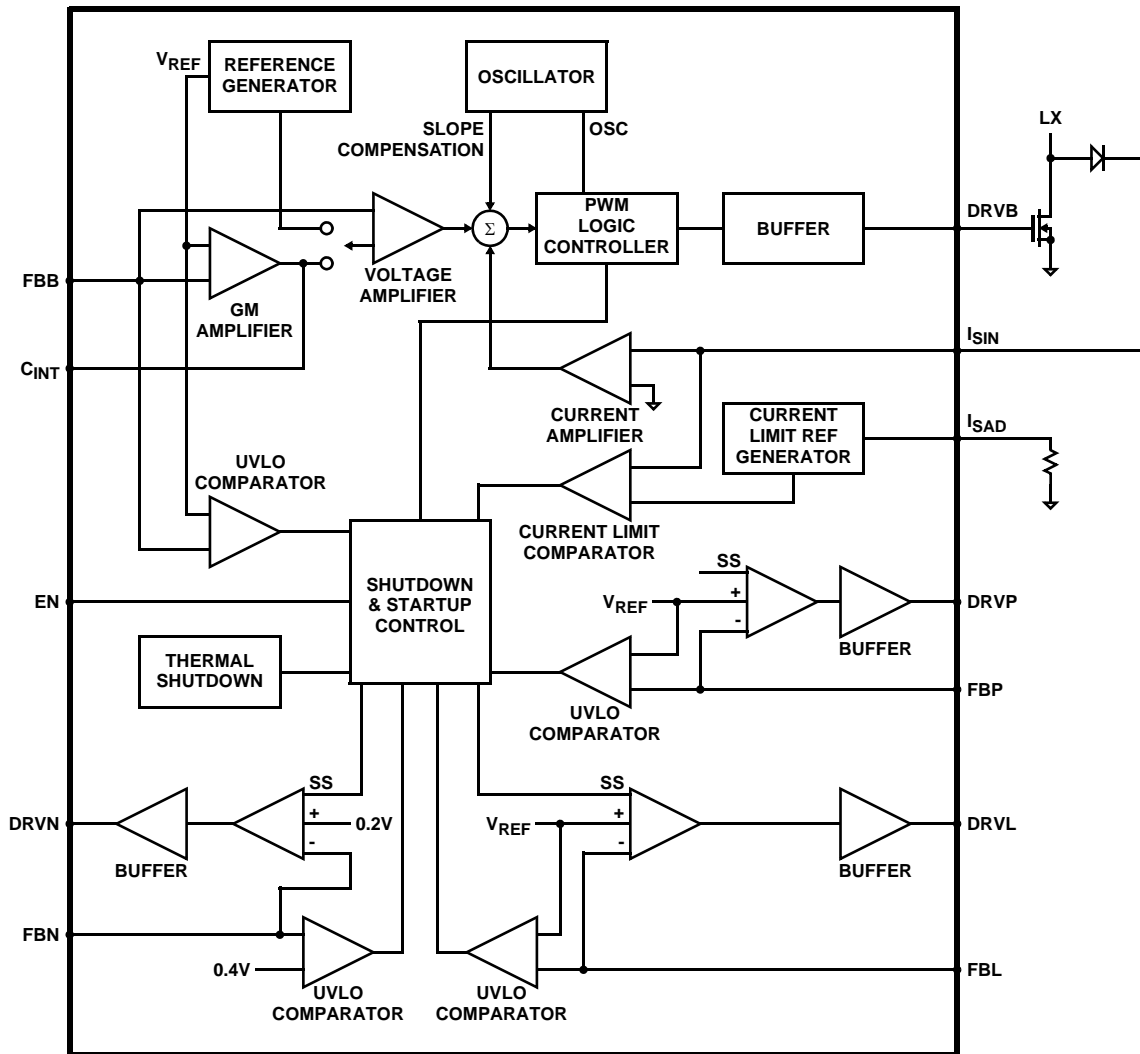 VREF
REFERENCE
GENERATOR
OSCILLATOR
SLOPE
COMPENSATION
OSC
LX
PWM
LOGIC
CONTROLLER
BUFFER
DRVB
Σ
FBB
GM
AMPLIFIER
VOLTAGE
AMPLIFIER
CINT
ISIN
CURRENT
AMPLIFIER
CURRENT
LIMIT REF
GENERATOR
ISAD
UVLO
COMPARATOR
CURRENT LIMIT
COMPARATOR
SHUTDOWN
& STARTUP
CONTROL
EN
SS
VREF
+
-
BUFFER
DRVP
THERMAL
SHUTDOWN
UVLO
COMPARATOR
FBP
SS
+
-
0.2V
DRVN
BUFFER
SS
VREF
+
-
BUFFER
DRVL
FBN
0.4V
UVLO
COMPARATOR
UVLO
COMPARATOR
FBL